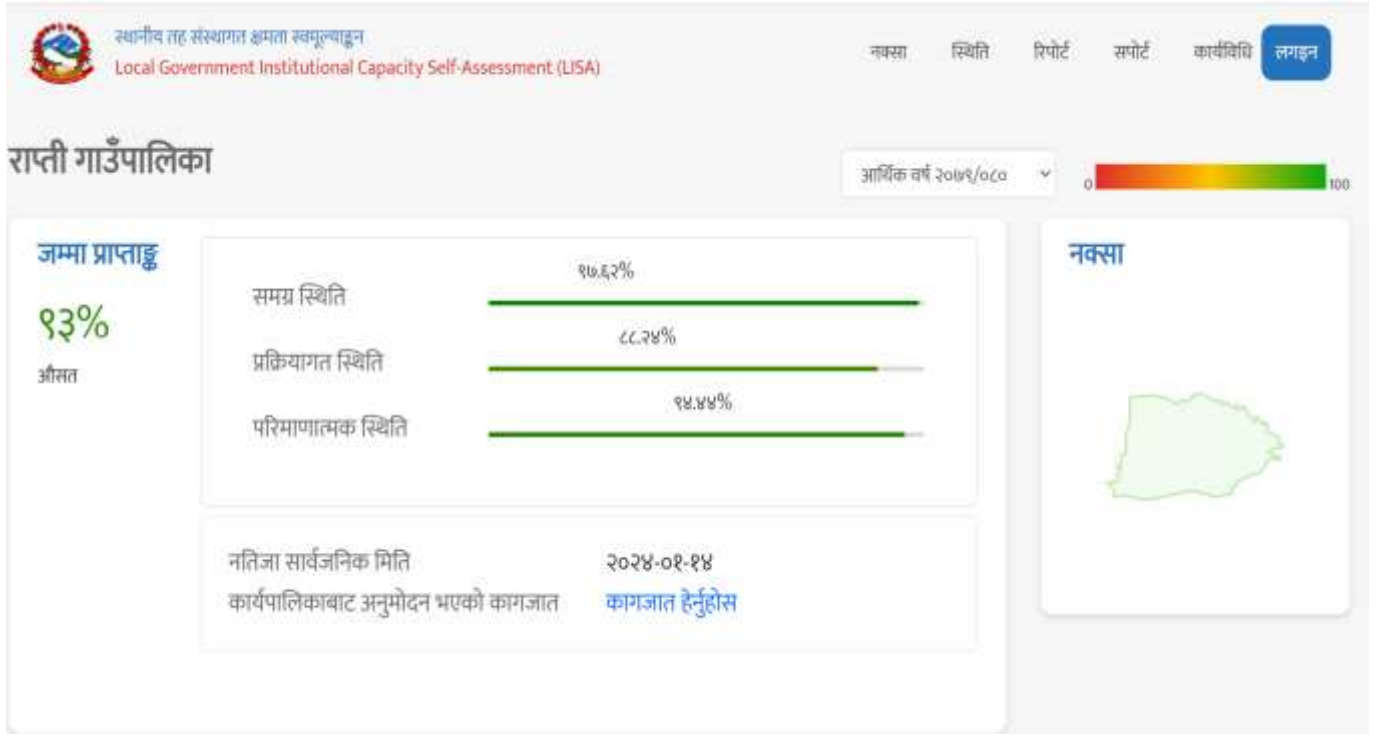 स्थानीय तह संस्थागत क्षमता स्वमूल्याङ्कन
Local Government Institutional Capacity Self-Assessment (LISA)
नक्सा स्थिति रिपोर्ट सपोर्ट कार्यविधि लगइन
राप्ती गाउँपालिका
आर्थिक वर्ष २०७९/०८०
0 100
जम्मा प्राप्ताङ्क
९३%
औसत
समग्र स्थिति ९७.६२%
प्रक्रियागत स्थिति ८८.२४%
परिमाणात्मक स्थिति ९४.४४%
नतिजा सार्वजनिक मिति २०२४-०१-१४
कार्यपालिकाबाट अनुमोदन भएको कागजात कागजात हेर्नुहोस
नक्सा